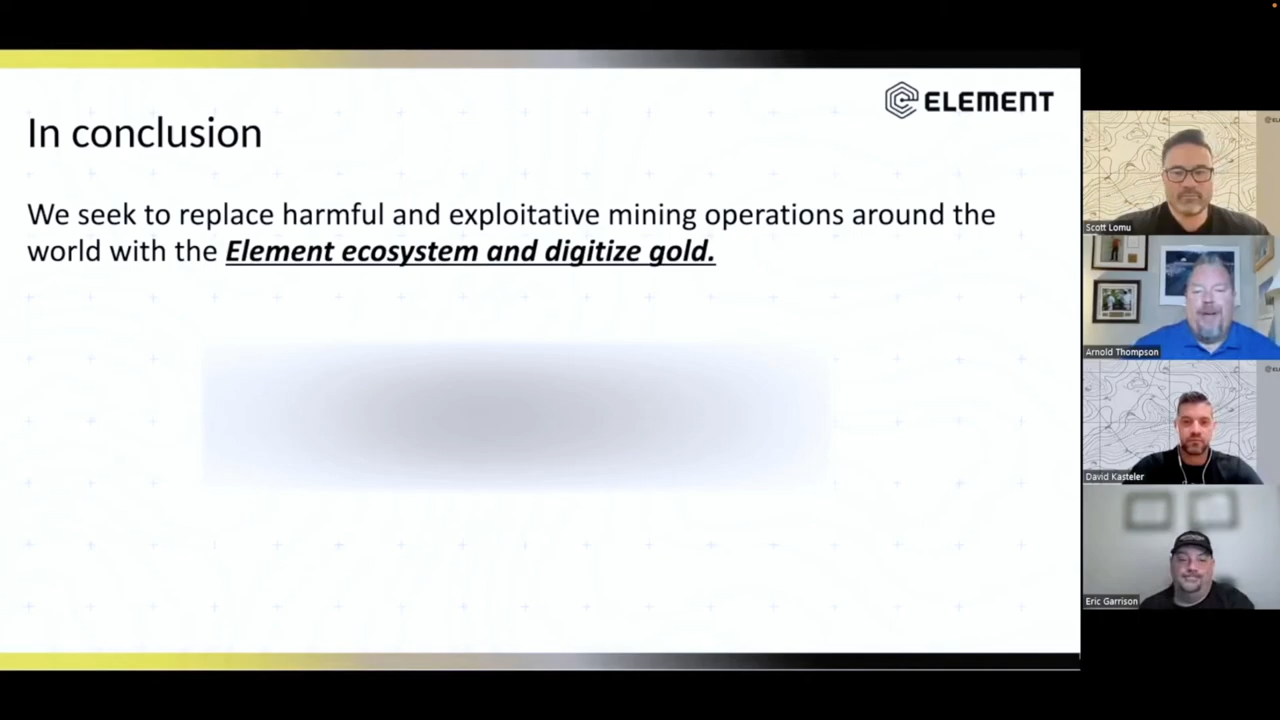 ELEMENT
In conclusion
We seek to replace harmful and exploitative mining operations around the
world with the Element ecosystem and digitize gold.
Scott Lomu
Arnold Thompson
David Kasteler
Eric Garrison